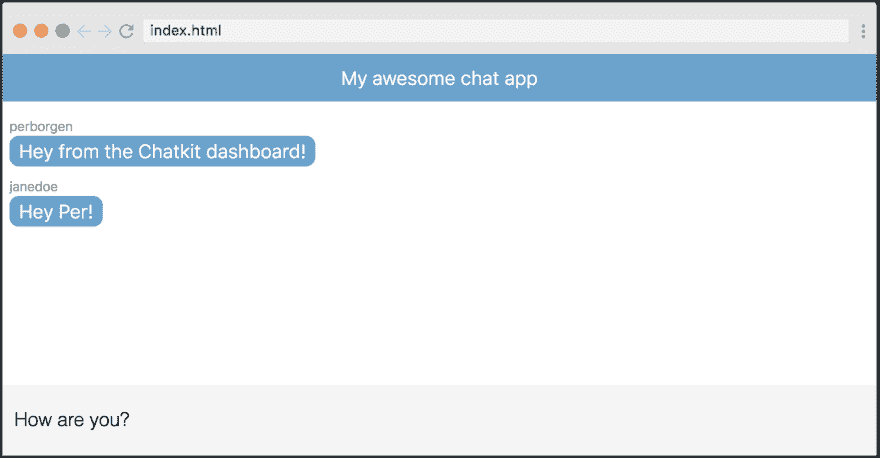 index.html
My awesome chat app
perborgen
Hey from the Chatkit dashboard!
janedoe
Hey Per!
How are you?